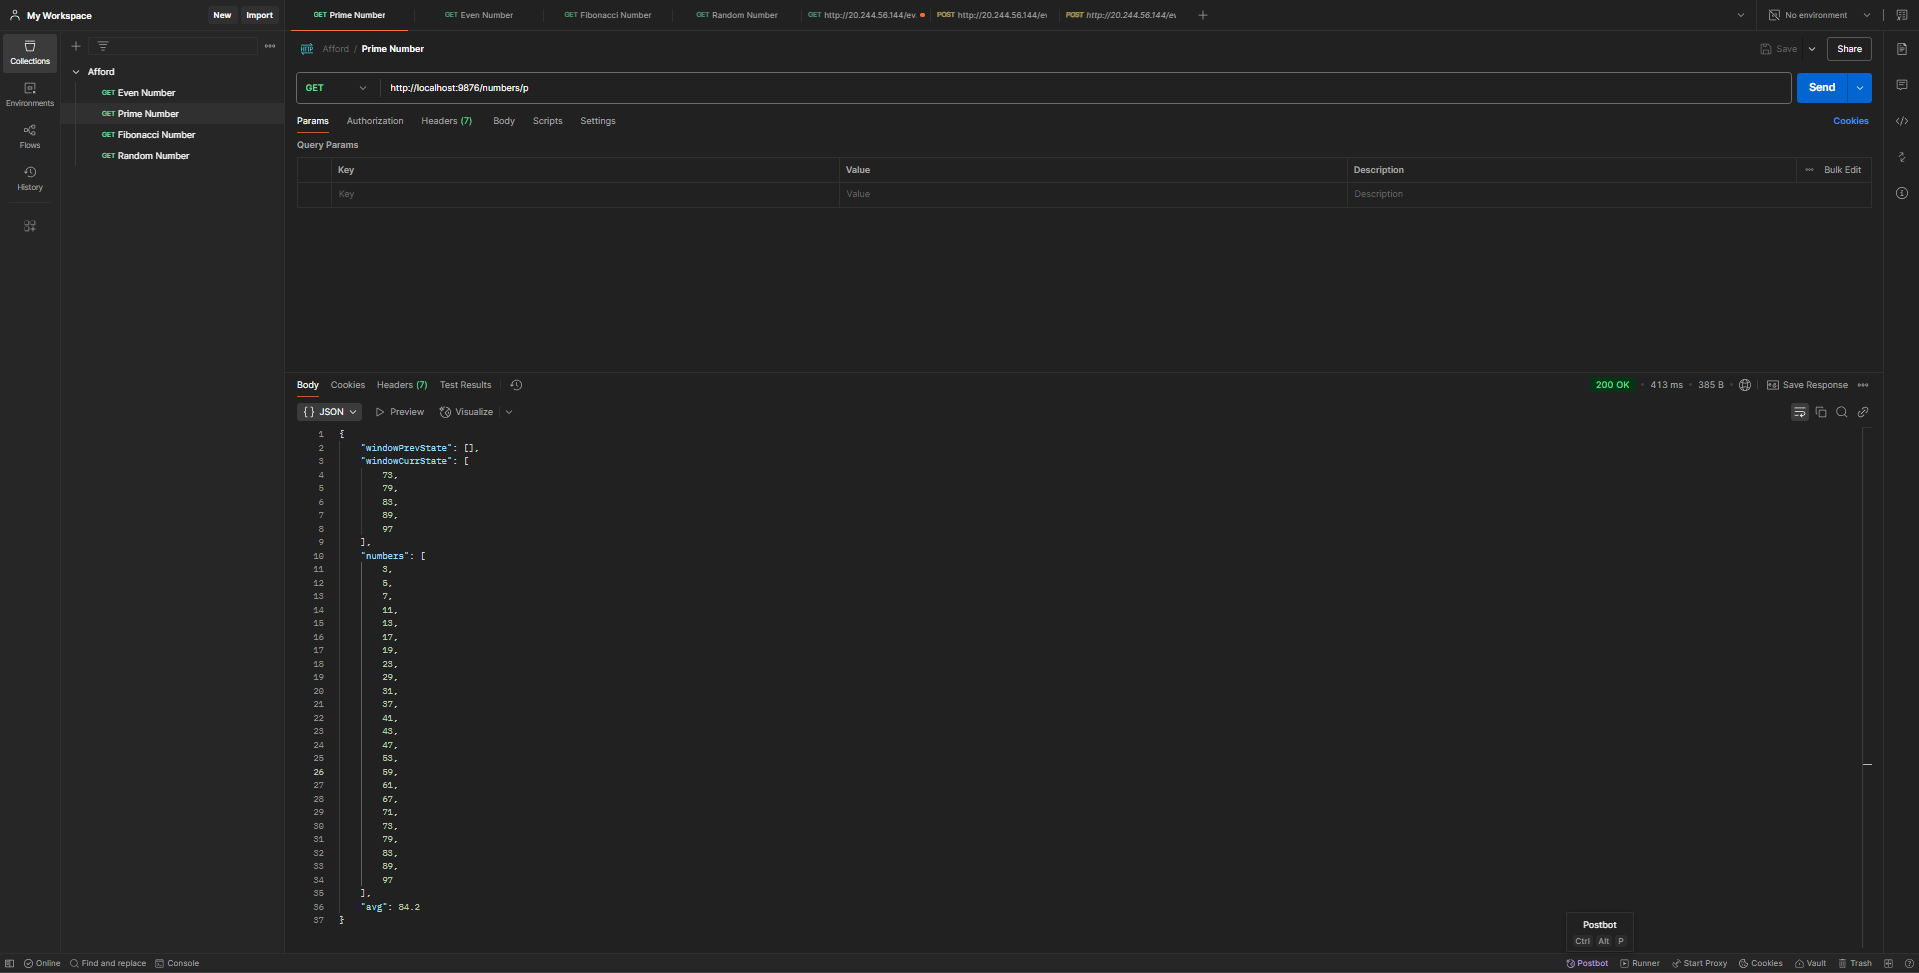 My Workspace
New
Import
GET Prime Number
GET Even Number
GET Fibonacci Number
GET Random Number
GET http://20.244.56.144/ev
POST http://20.244.56.144/ev
POST http://20.244.56.144/ev
No environment
Collections
Environments
Flows
History
Afford
GET Even Number
GET Prime Number
GET Fibonacci Number
GET Random Number
HTTP
Afford / Prime Number
Save
Share
GET
http://localhost:9876/numbers/p
Send
Params
Authorization
Headers (7)
Body
Scripts
Settings
Cookies
Query Params
Key
Value
Description
Bulk Edit
Key
Value
Description
Body
Cookies
Headers (7)
Test Results
200 OK
413 ms
385 B
Save Response
{} JSON
Preview
Visualize
1 {
2 "windowPrevState": [],
3 "windowCurrState": [
4 73,
5 79,
6 83,
7 89,
8 97
9 ],
10 "numbers": [
11 3,
12 5,
13 7,
14 11,
15 13,
16 17,
17 19,
18 23,
19 29,
20 31,
21 37,
22 41,
23 43,
24 47,
25 53,
26 59,
27 61,
28 67,
29 71,
30 73,
31 79,
32 83,
33 89,
34 97
35 ],
36 "avg": 84.2
37 }
Postbot
Ctrl Alt P
Online
Find and replace
Console
Postbot
Runner
Start Proxy
Cookies
Vault
Trash